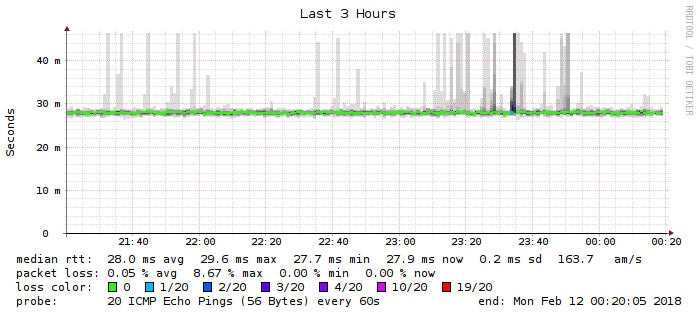 Last 3 Hours
RRDTOOL / TOBI OETIKER
Seconds
40 m
30 m
20 m
10 m
0
21:40 22:00 22:20 22:40 23:00 23:20 23:40 00:00 00:20
median rtt: 28.0 ms avg 29.6 ms max 27.7 ms min 27.9 ms now 0.2 ms sd 163.7 am/s
packet loss: 0.05 % avg 8.67 % max 0.00 % min 0.00 % now
loss color: 0 1/20 2/20 3/20 4/20 10/20 19/20
probe: 20 ICMP Echo Pings (56 Bytes) every 60s end: Mon Feb 12 00:20:05 2018